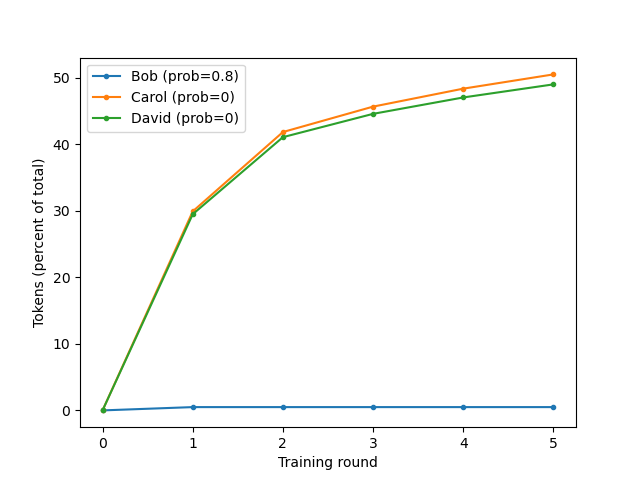 Bob (prob=0.8)
Carol (prob=0)
David (prob=0)
50
40
30
20
10
0
Tokens (percent of total)
0 1 2 3 4 5
Training round